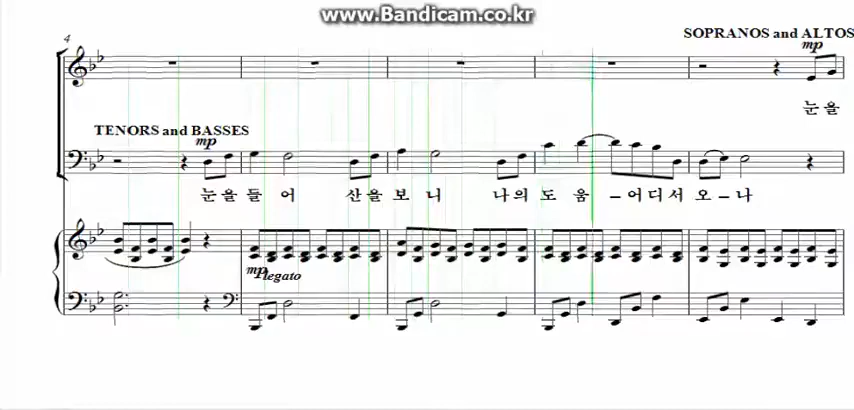 www.Bandicam.co.kr
SOPRANOS and ALTOS
4
mp
눈을
TENORS and BASSES
mp
눈을 들 어 산을 보 니 나의 도 움 – 어 디 서 오 – 나
mp legato